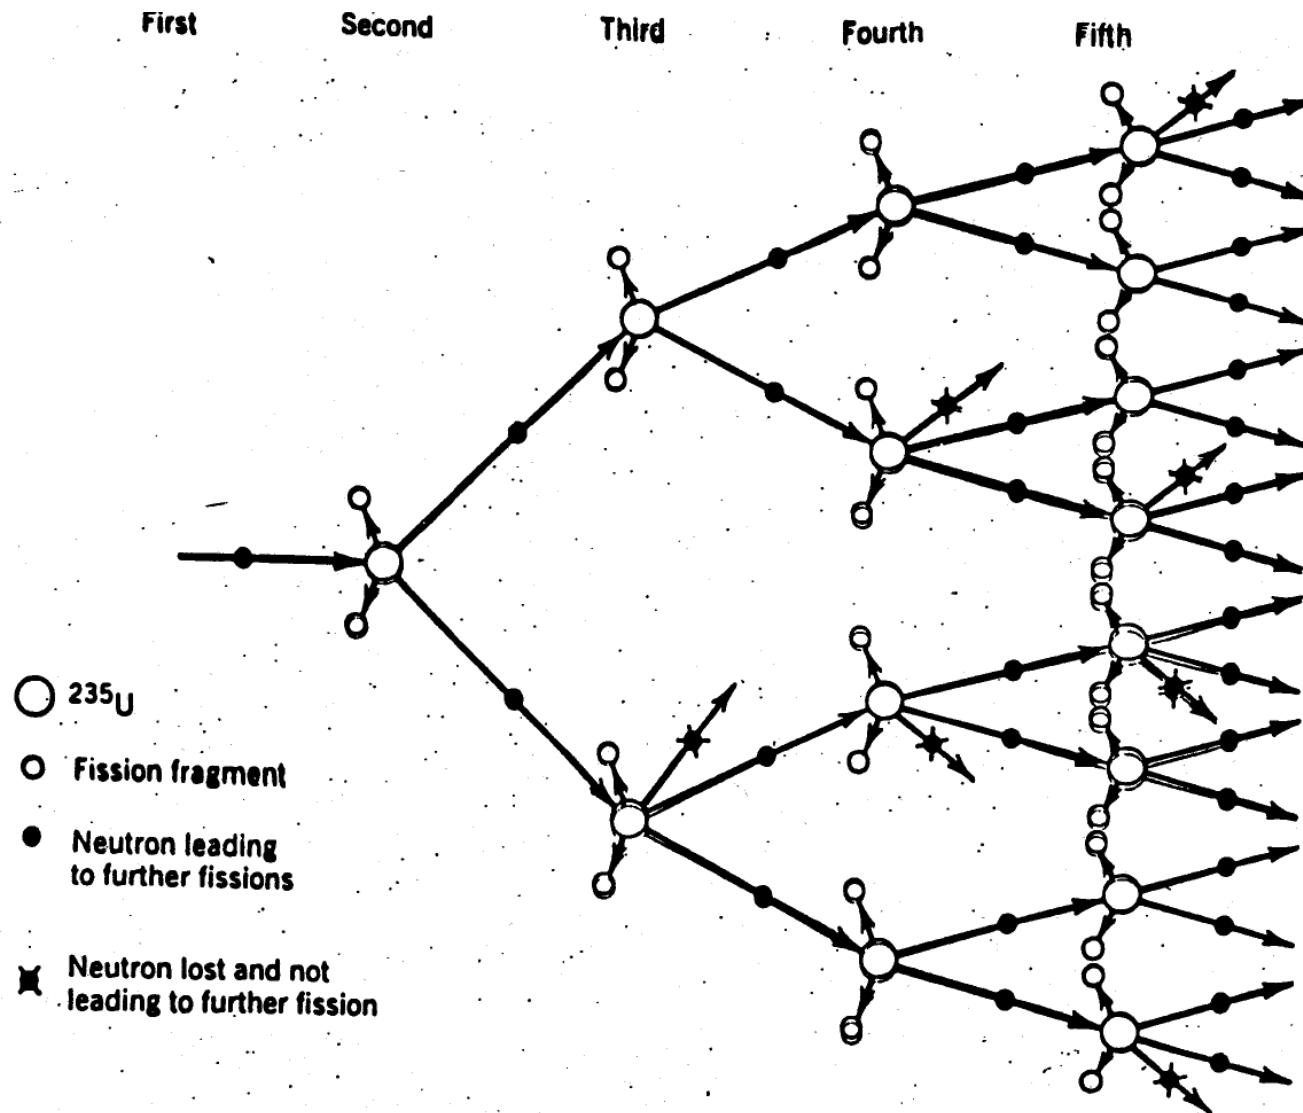 First Second Third Fourth Fifth
235U
Fission fragment
Neutron leading
to further fissions
Neutron lost and not
leading to further fission